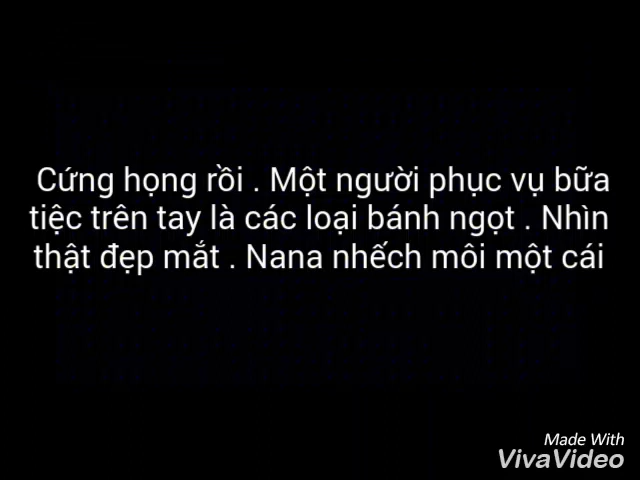 Cứng họng rồi . Một người phục vụ bữa
tiệc trên tay là các loại bánh ngọt . Nhìn
thật đẹp mắt . Nana nhếch môi một cái
Made With
VivaVideo